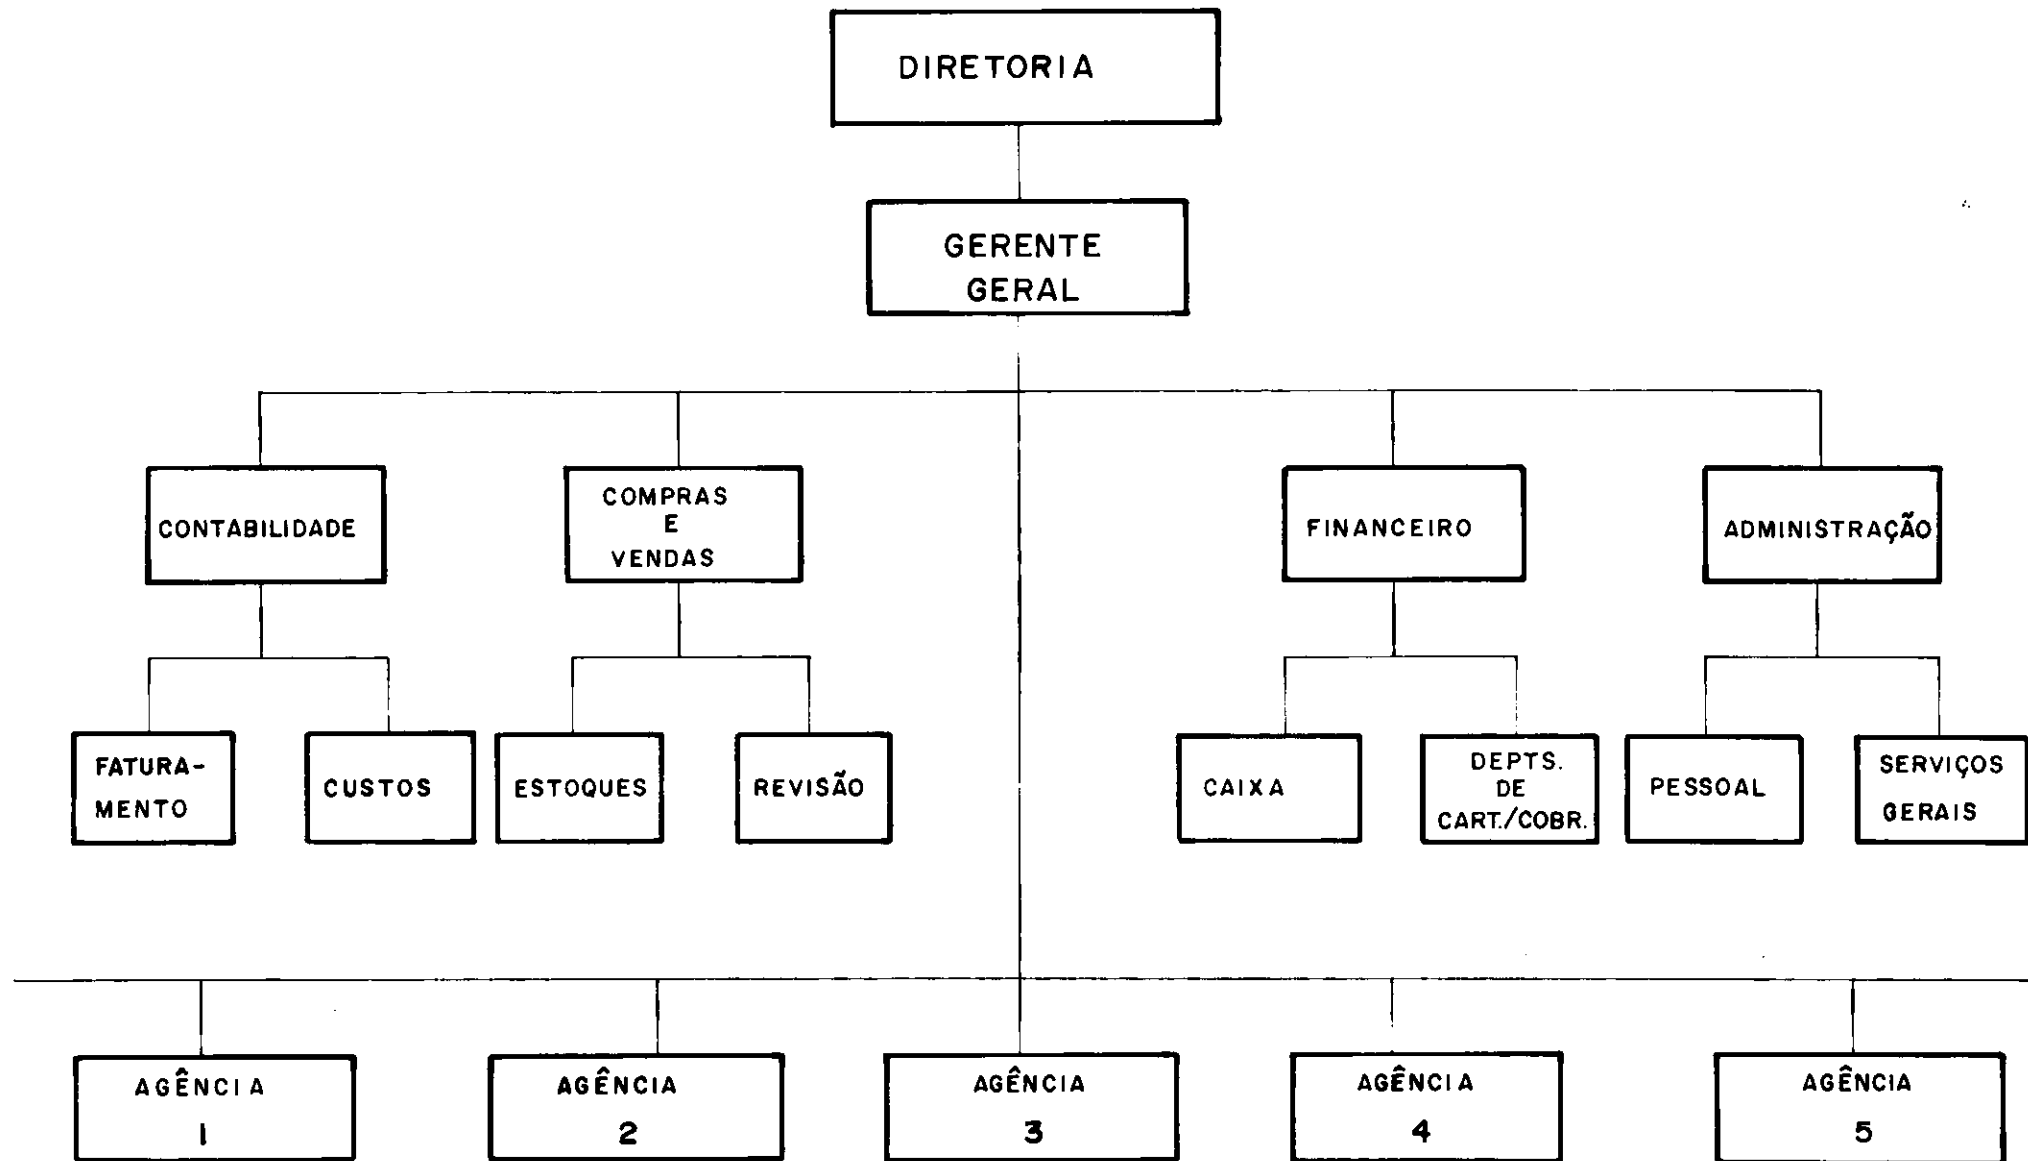 DIRETORIA
GERENTE
GERAL
CONTABILIDADE
COMPRAS
E
VENDAS
FINANCEIRO
ADMINISTRAÇÃO
FATURA-
MENTO
CUSTOS
ESTOQUES
REVISÃO
CAIXA
DEPTS.
DE
CART./COBR.
PESSOAL
SERVIÇOS
GERAIS
AGÊNCIA
1
AGÊNCIA
2
AGÊNCIA
3
AGÊNCIA
4
AGÊNCIA
5